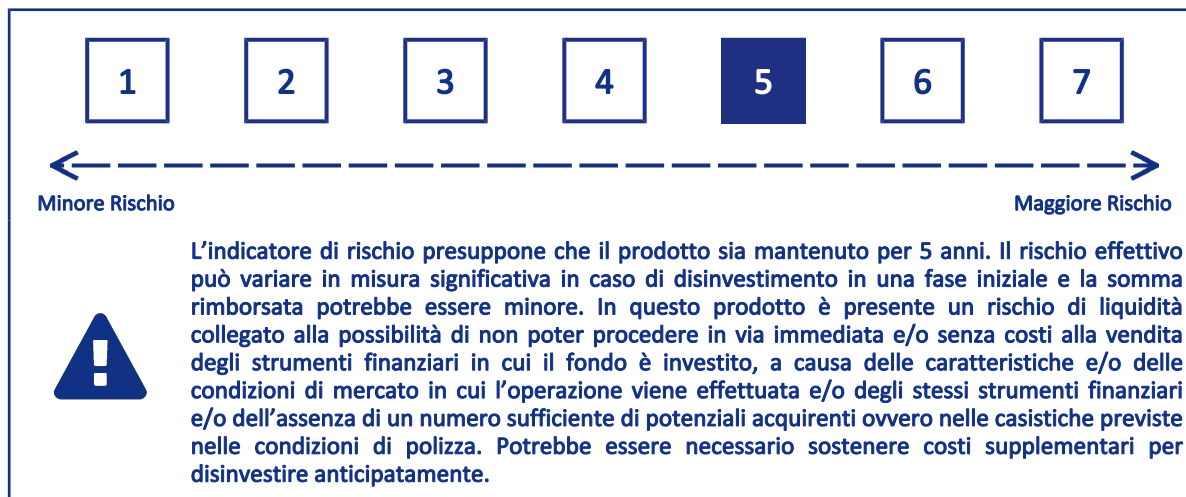 1 2 3 4 5 6 7
Minore Rischio Maggiore Rischio
L’indicatore di rischio presuppone che il prodotto sia mantenuto per 5 anni. Il rischio effettivo
può variare in misura significativa in caso di disinvestimento in una fase iniziale e la somma
rimborsata potrebbe essere minore. In questo prodotto è presente un rischio di liquidità
collegato alla possibilità di non poter procedere in via immediata e/o senza costi alla vendita
degli strumenti finanziari in cui il fondo è investito, a causa delle caratteristiche e/o delle
condizioni di mercato in cui l’operazione viene effettuata e/o degli stessi strumenti finanziari
e/o dell’assenza di un numero sufficiente di potenziali acquirenti ovvero nelle casistiche previste
nelle condizioni di polizza. Potrebbe essere necessario sostenere costi supplementari per
disinvestire anticipatamente.